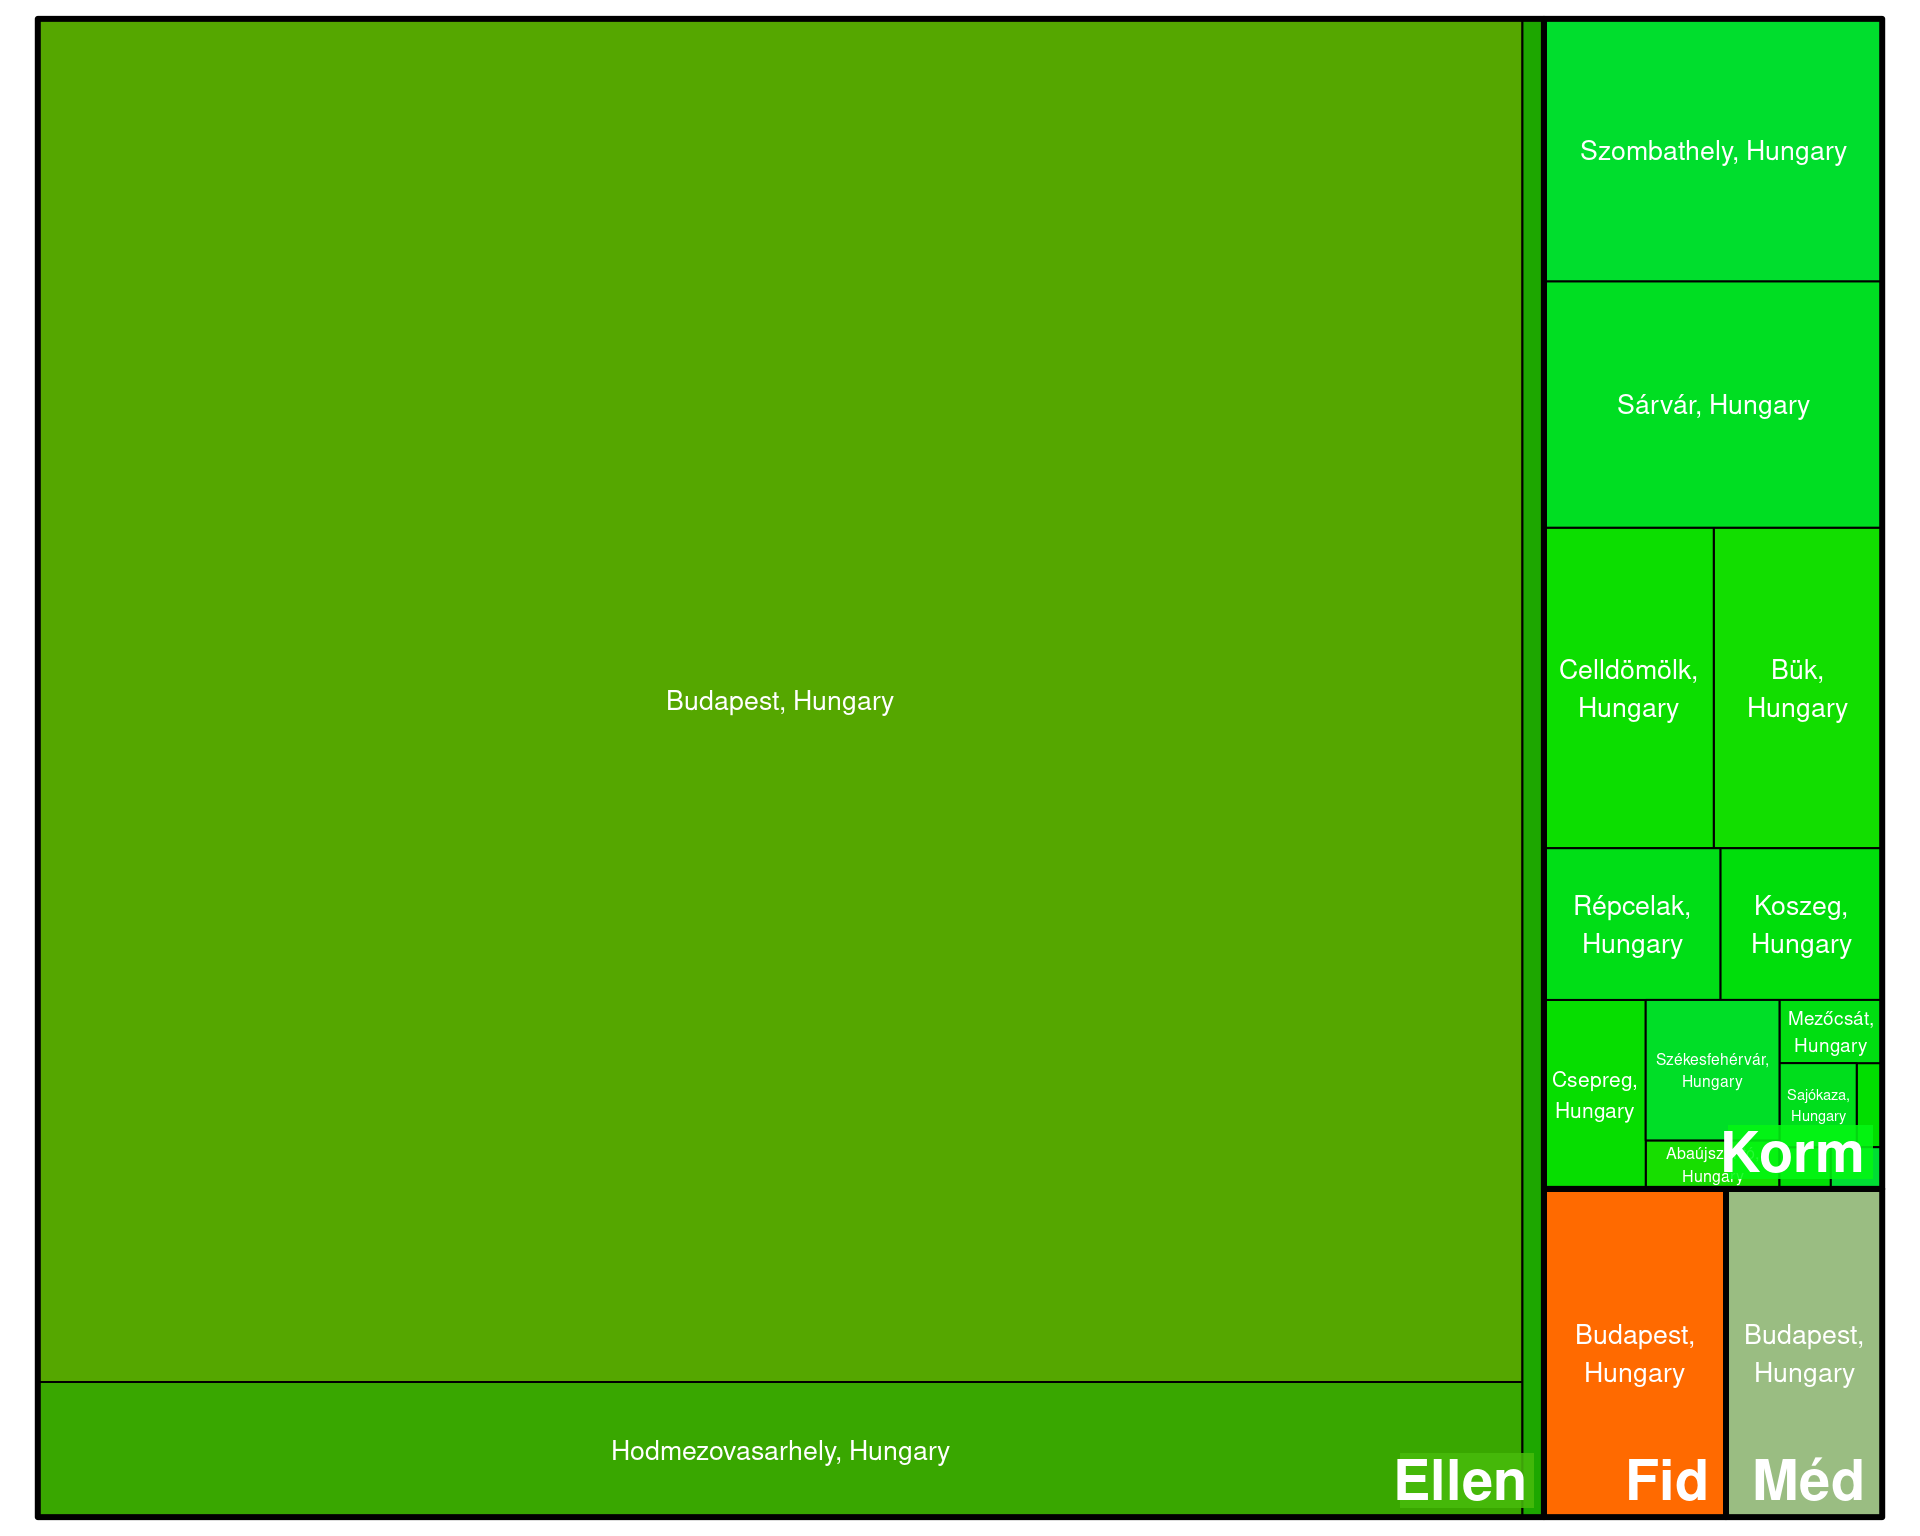 Budapest, Hungary
Hodmezovasarhely, Hungary
Ellen
Szombathely, Hungary
Sárvár, Hungary
Celldömölk,
Hungary
Bük,
Hungary
Répcelak,
Hungary
Koszeg,
Hungary
Csepreg,
Hungary
Székesfehérvár,
Hungary
Mezőcsát,
Hungary
Sajókaza,
Hungary
Hungary
Korm
Budapest,
Hungary
Fid
Budapest,
Hungary
Méd